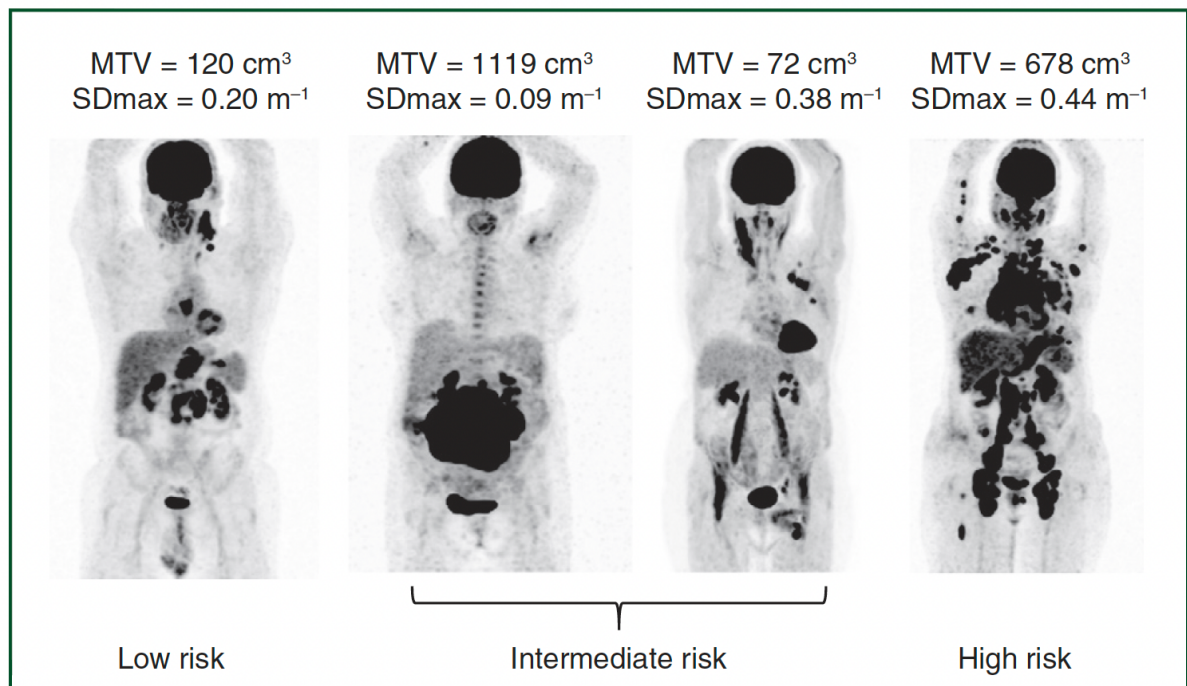 MTV = 120 cm³
SDmax = 0.20 m⁻¹
MTV = 1119 cm³
SDmax = 0.09 m⁻¹
MTV = 72 cm³
SDmax = 0.38 m⁻¹
MTV = 678 cm³
SDmax = 0.44 m⁻¹
Low risk
Intermediate risk
High risk